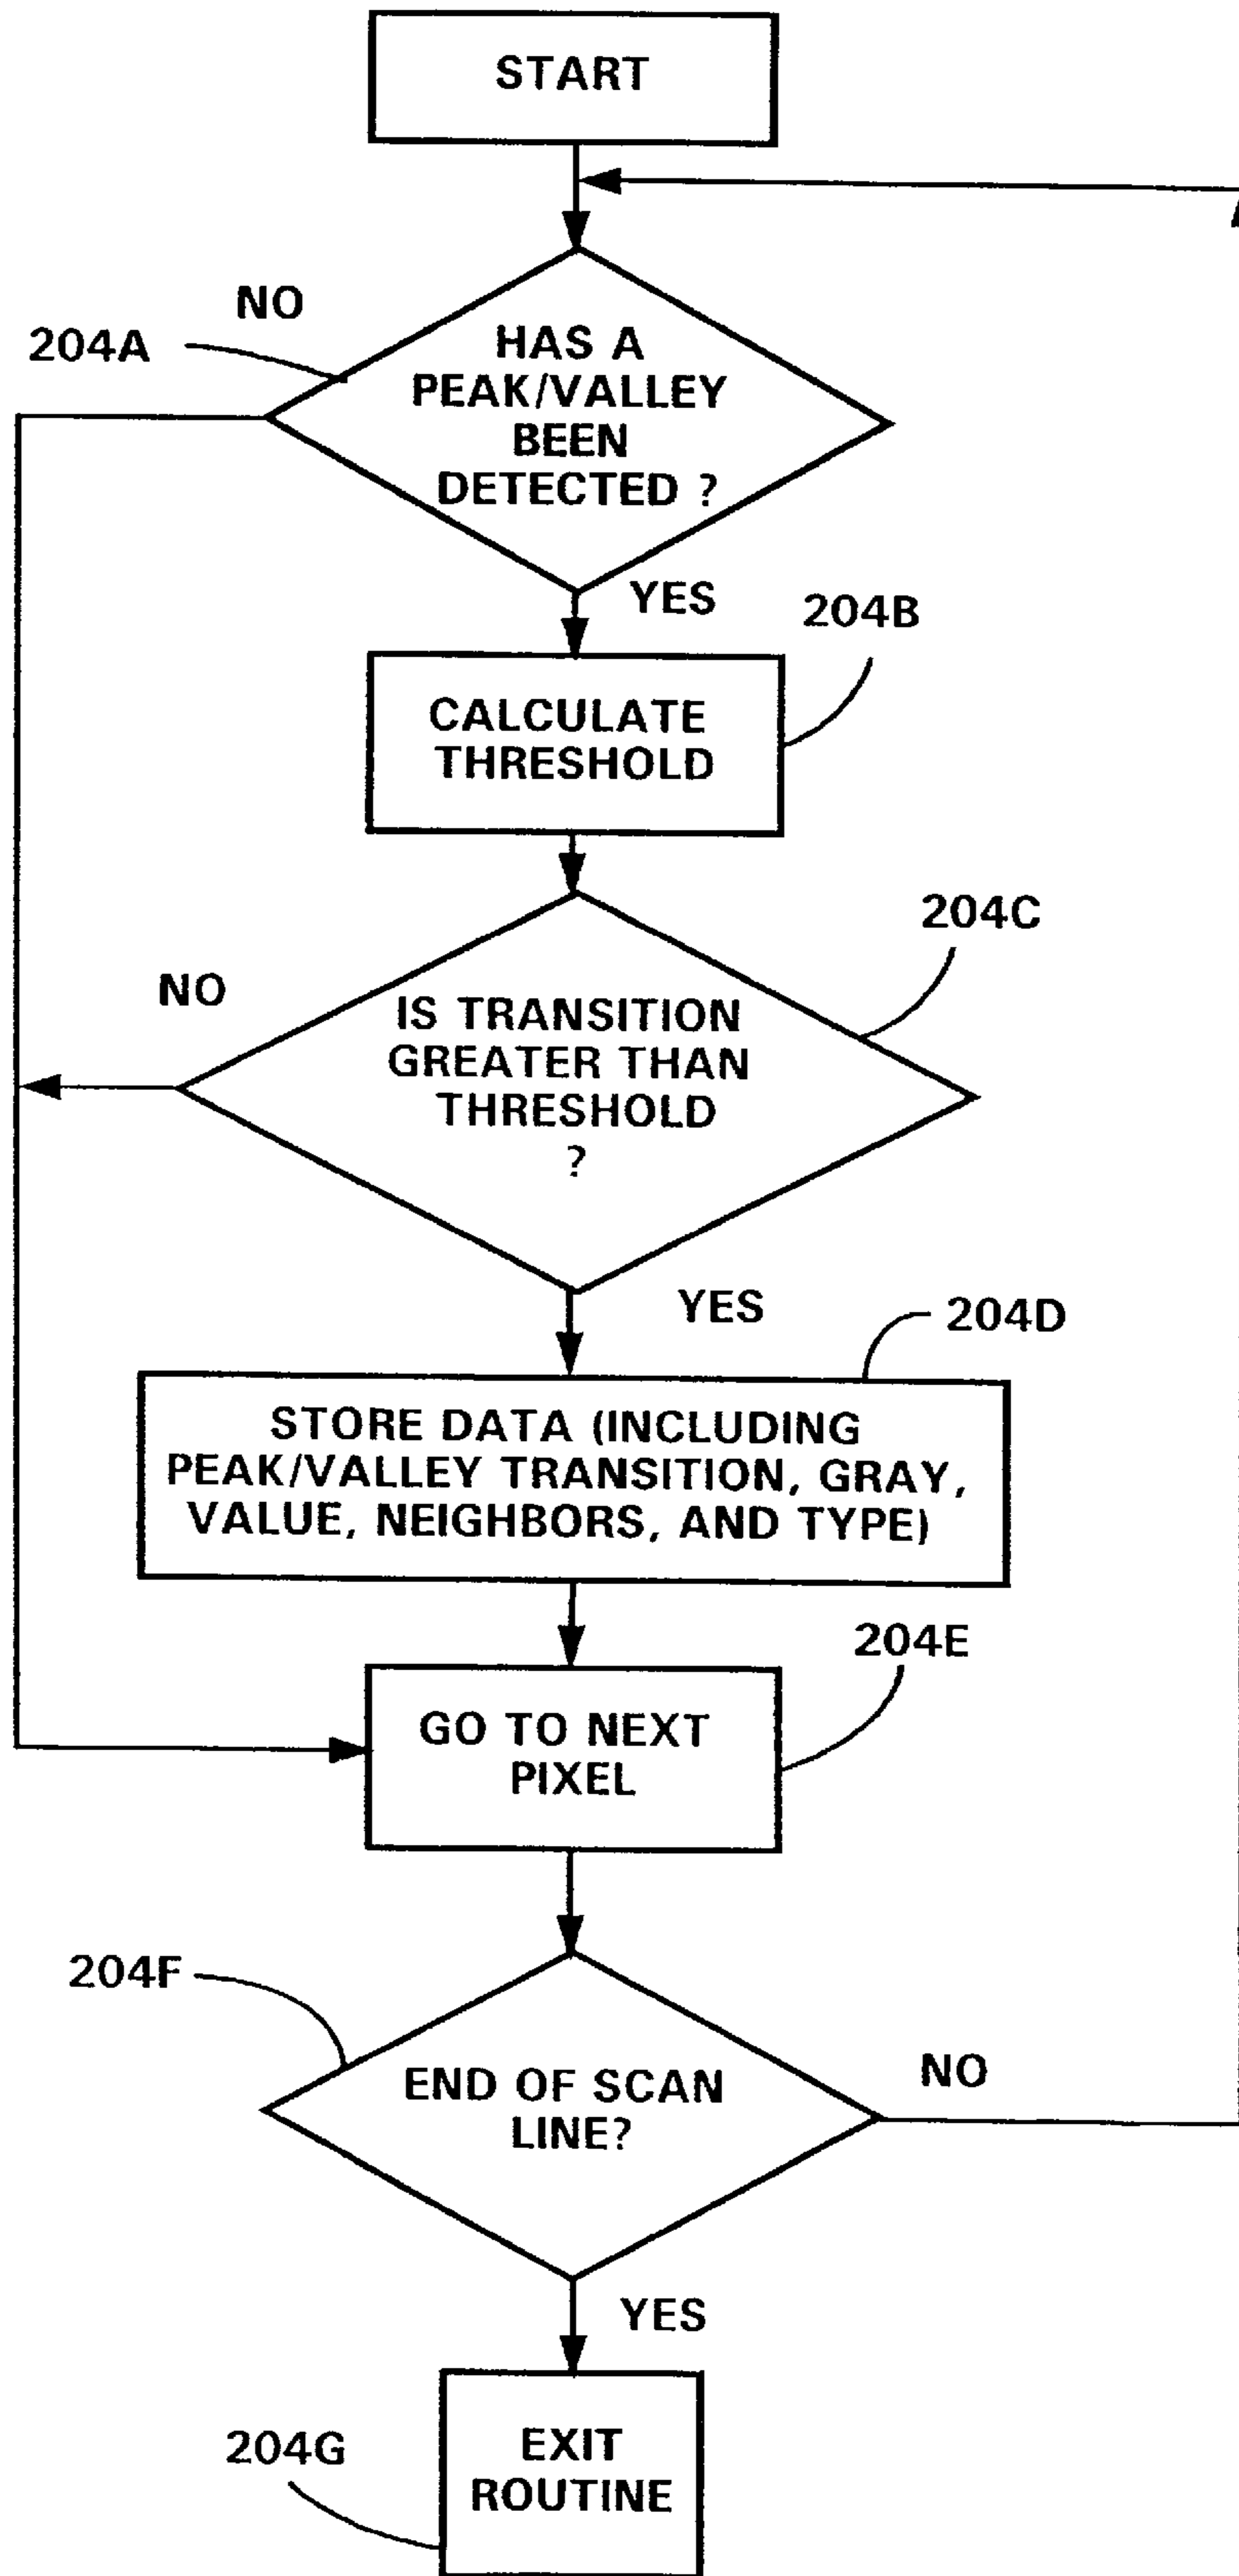 START
NO
204A
HAS A
PEAK/VALLEY
BEEN
DETECTED ?
YES
204B
CALCULATE
THRESHOLD
204C
NO
IS TRANSITION
GREATER THAN
THRESHOLD
?
YES
204D
STORE DATA (INCLUDING
PEAK/VALLEY TRANSITION, GRAY,
VALUE, NEIGHBORS, AND TYPE)
204E
GO TO NEXT
PIXEL
204F
END OF SCAN
LINE?
NO
YES
204G
EXIT
ROUTINE